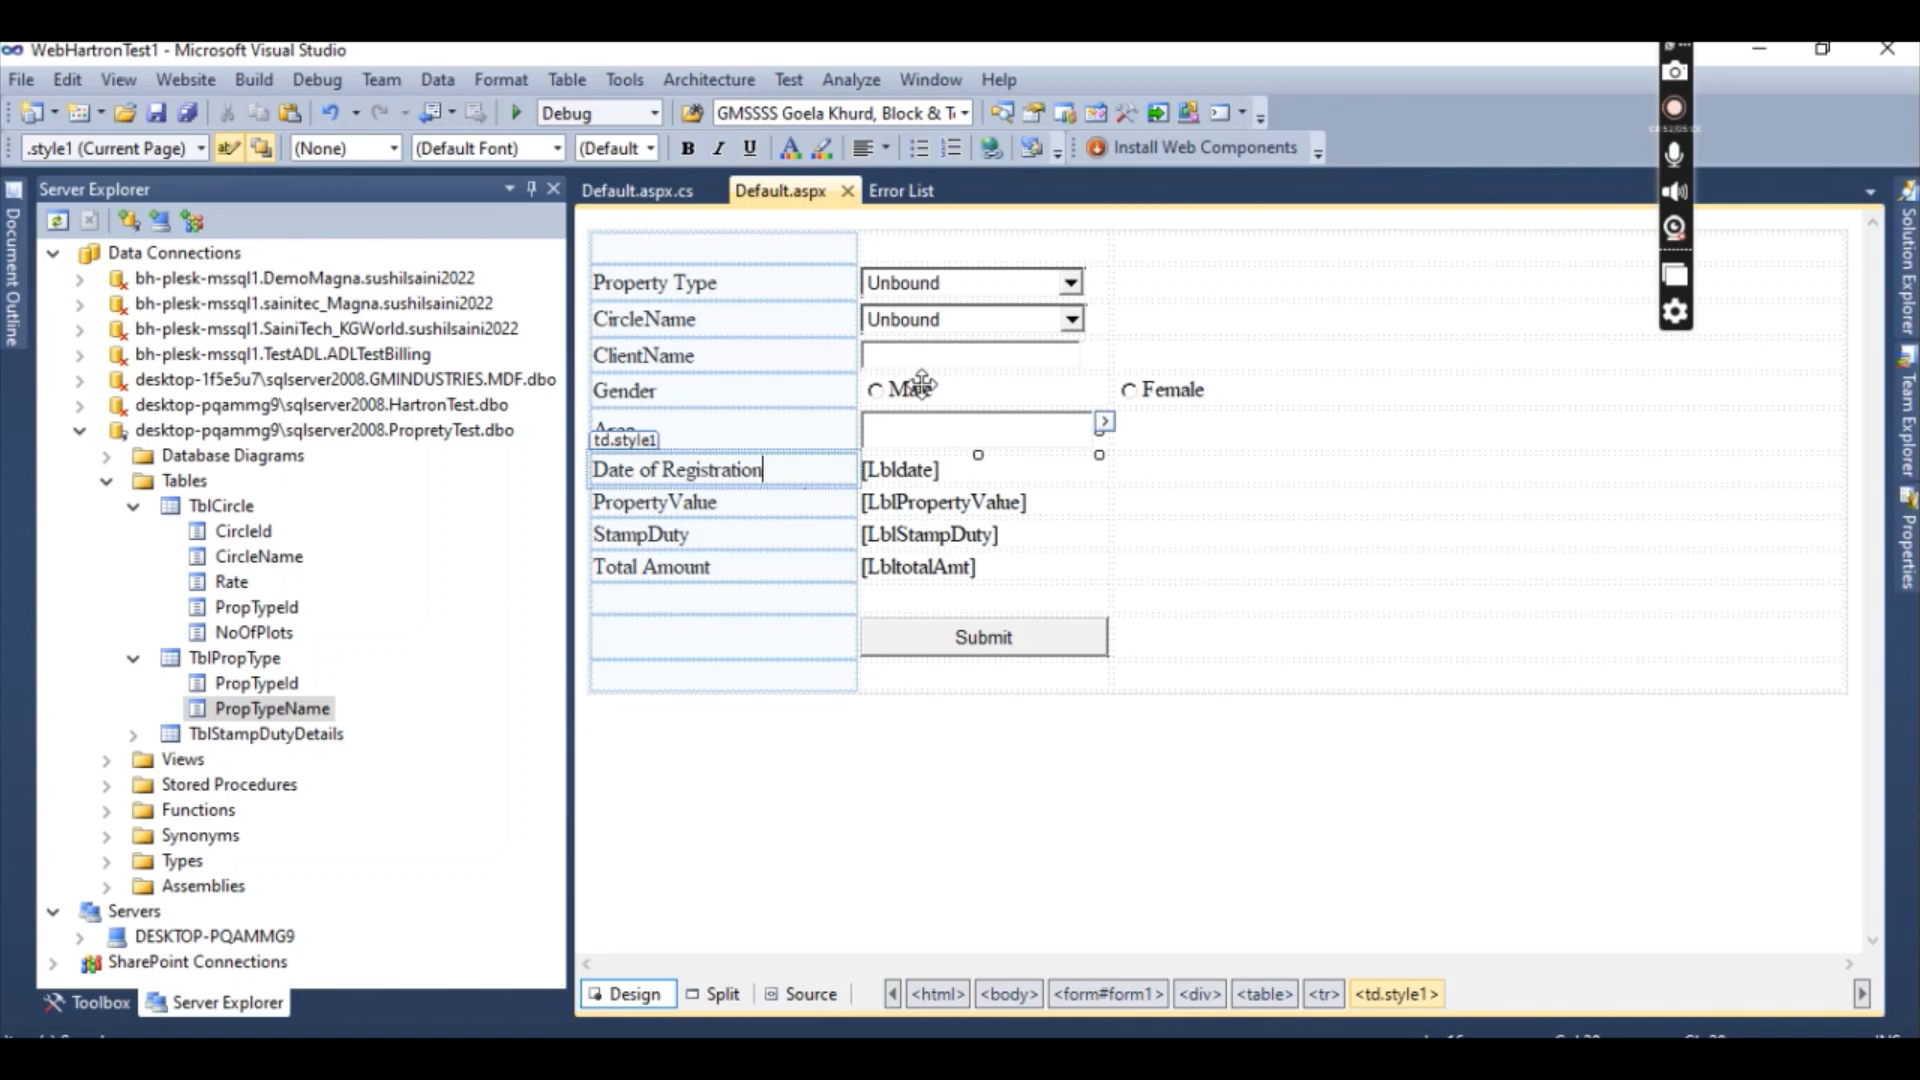 WebHartronTest1 - Microsoft Visual Studio
File Edit View Website Build Debug Team Data Format Table Tools Architecture Test Analyze Window Help
Debug GMSSSS Goela Khurd, Block & T
.style1 (Current Page) (None) (Default Font) (Default B I U Install Web Components
Server Explorer
Default.aspx.cs Default.aspx Error List
Document Outline
Solution Explorer
Team Explorer
Properties
Data Connections
bh-plesk-mssql1.DemoMagna.sushilsaini2022
bh-plesk-mssql1.sainitec_Magna.sushilsaini2022
bh-plesk-mssql1.SainiTech_KGWorld.sushilsaini2022
bh-plesk-mssql1.TestADL.ADLTestBilling
desktop-1f5e5u7\sqlserver2008.GMINDUSTRIES.MDF.dbo
desktop-pqammg9\sqlserver2008.HartronTest.dbo
desktop-pqammg9\sqlserver2008.PropretyTest.dbo
Database Diagrams
Tables
TblCircle
CircleId
CircleName
Rate
PropTypeId
NoOfPlots
TblPropType
PropTypeId
PropTypeName
TblStampDutyDetails
Views
Stored Procedures
Functions
Synonyms
Types
Assemblies
Servers
DESKTOP-PQAMMG9
SharePoint Connections
Toolbox Server Explorer
Property Type Unbound
CircleName Unbound
ClientName
Gender Male Female
td.style1
Date of Registration [Lbldate]
PropertyValue [LblPropertyValue]
StampDuty [LblStampDuty]
Total Amount [LbltotalAmt]
Submit
Design Split Source <html> <body> <form#form1> <div> <table> <tr> <td.style1>